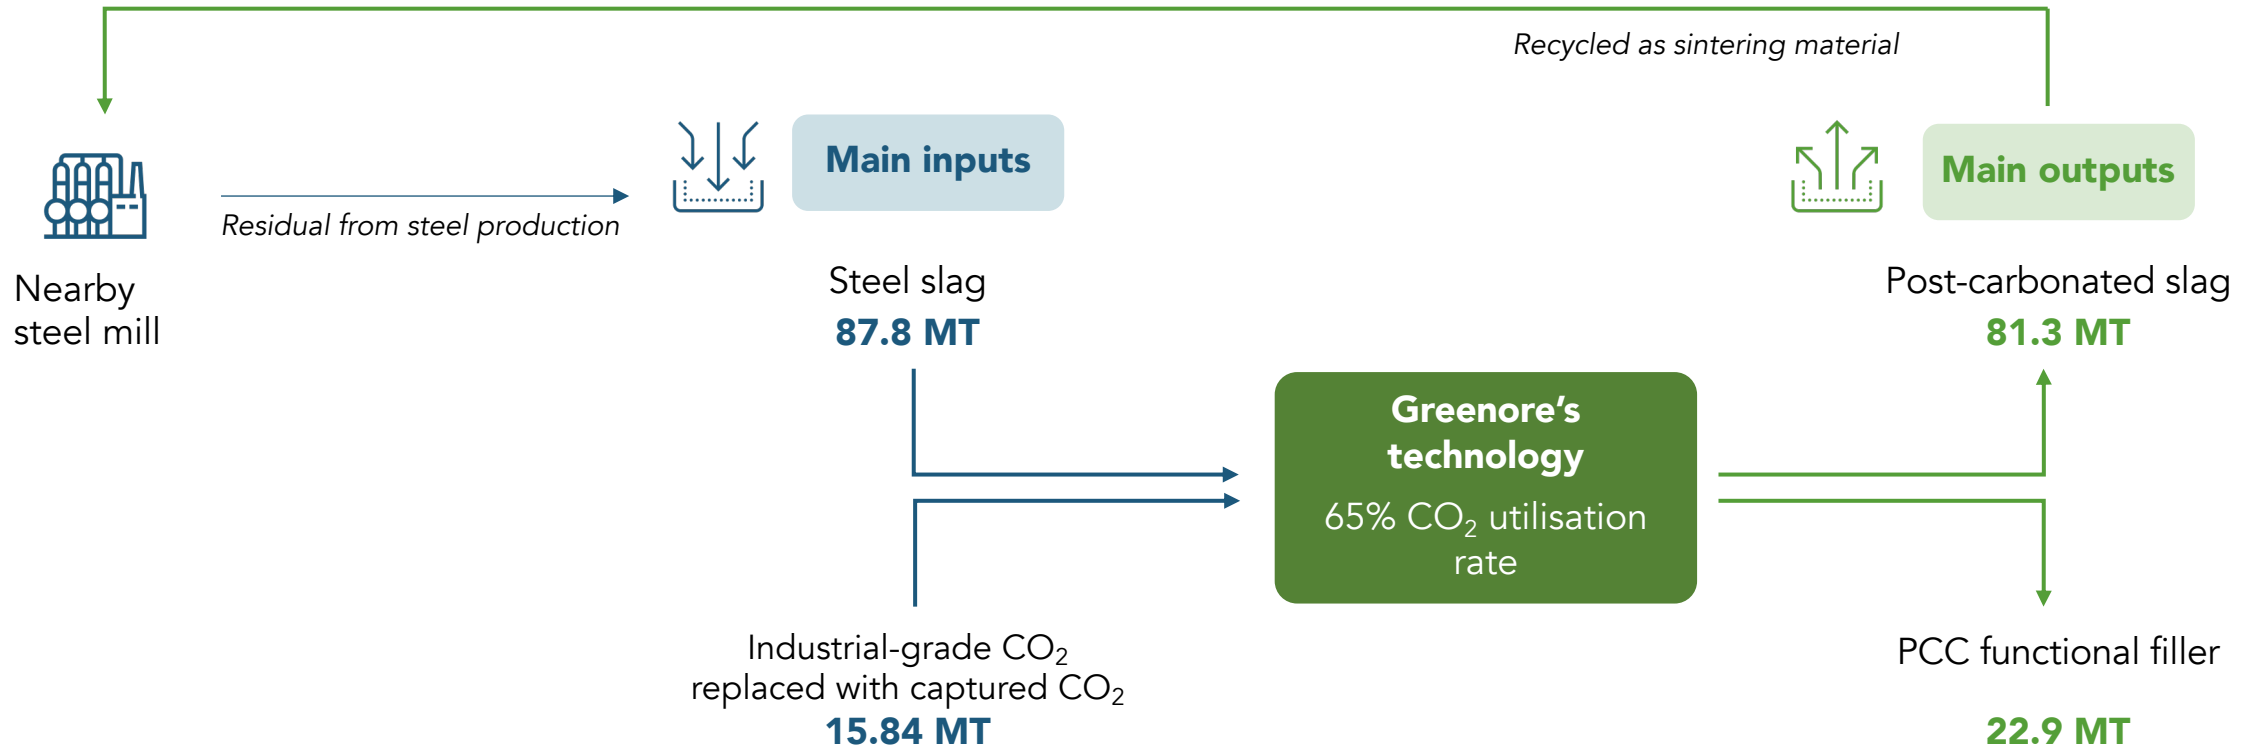 Recycled as sintering material
Main inputs
Main outputs
Residual from steel production
Nearby
steel mill
Steel slag
87.8 MT
Post-carbonated slag
81.3 MT
Greenore’s
technology
65% CO₂ utilisation
rate
Industrial-grade CO₂
replaced with captured CO₂
15.84 MT
PCC functional filler
22.9 MT